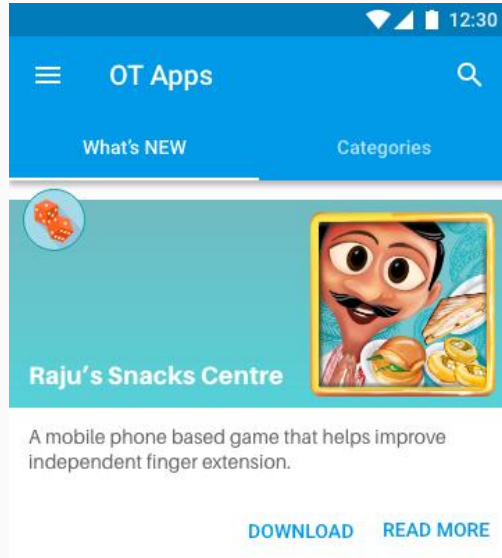 12:30
OT Apps
What's NEW
Categories
Raju's Snacks Centre
A mobile phone based game that helps improve
independent finger extension.
DOWNLOAD
READ MORE